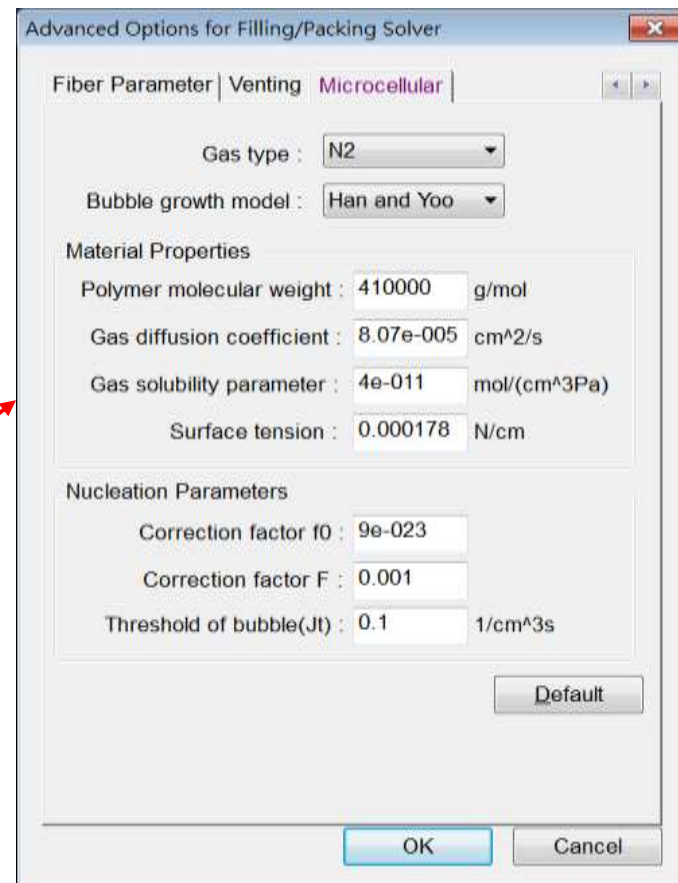 Advanced Options for Filling/Packing Solver
Fiber Parameter Venting Microcellular
Gas type : N2
Bubble growth model : Han and Yoo
Material Properties
Polymer molecular weight : 410000 g/mol
Gas diffusion coefficient : 8.07e-005 cm^2/s
Gas solubility parameter : 4e-011 mol/(cm^3Pa)
Surface tension : 0.000178 N/cm
Nucleation Parameters
Correction factor f0 : 9e-023
Correction factor F : 0.001
Threshold of bubble(Jt) : 0.1 1/cm^3s
Default
OK Cancel